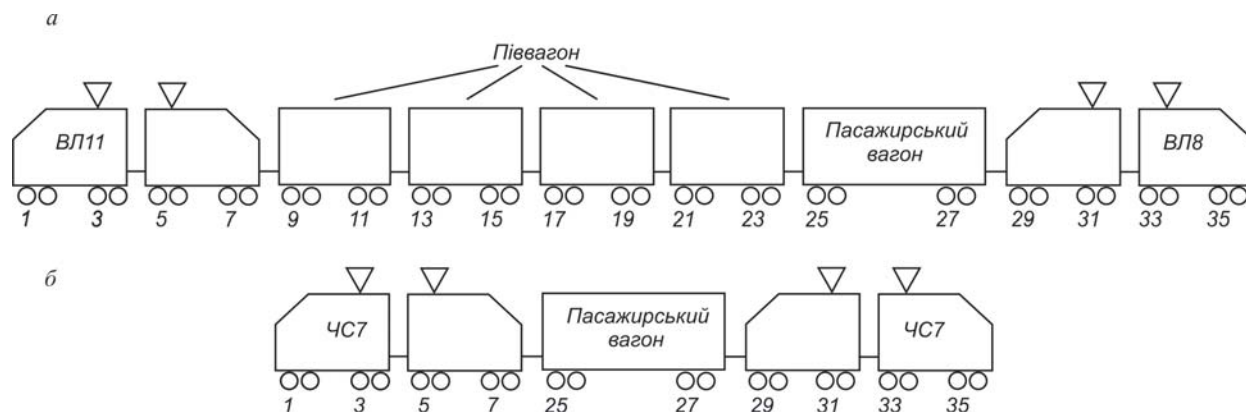 а
Піввагон
ВЛ11
Пасажирський
вагон
ВЛ8
1 3 5 7 9 11 13 15 17 19 21 23 25 27 29 31 33 35
б
ЧС7
Пасажирський
вагон
ЧС7
1 3 5 7 25 27 29 31 33 35